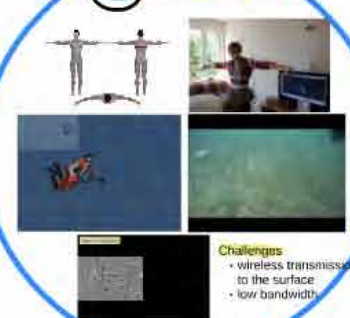 Challenges
- wireless transmissio
to the surface
- low bandwidth